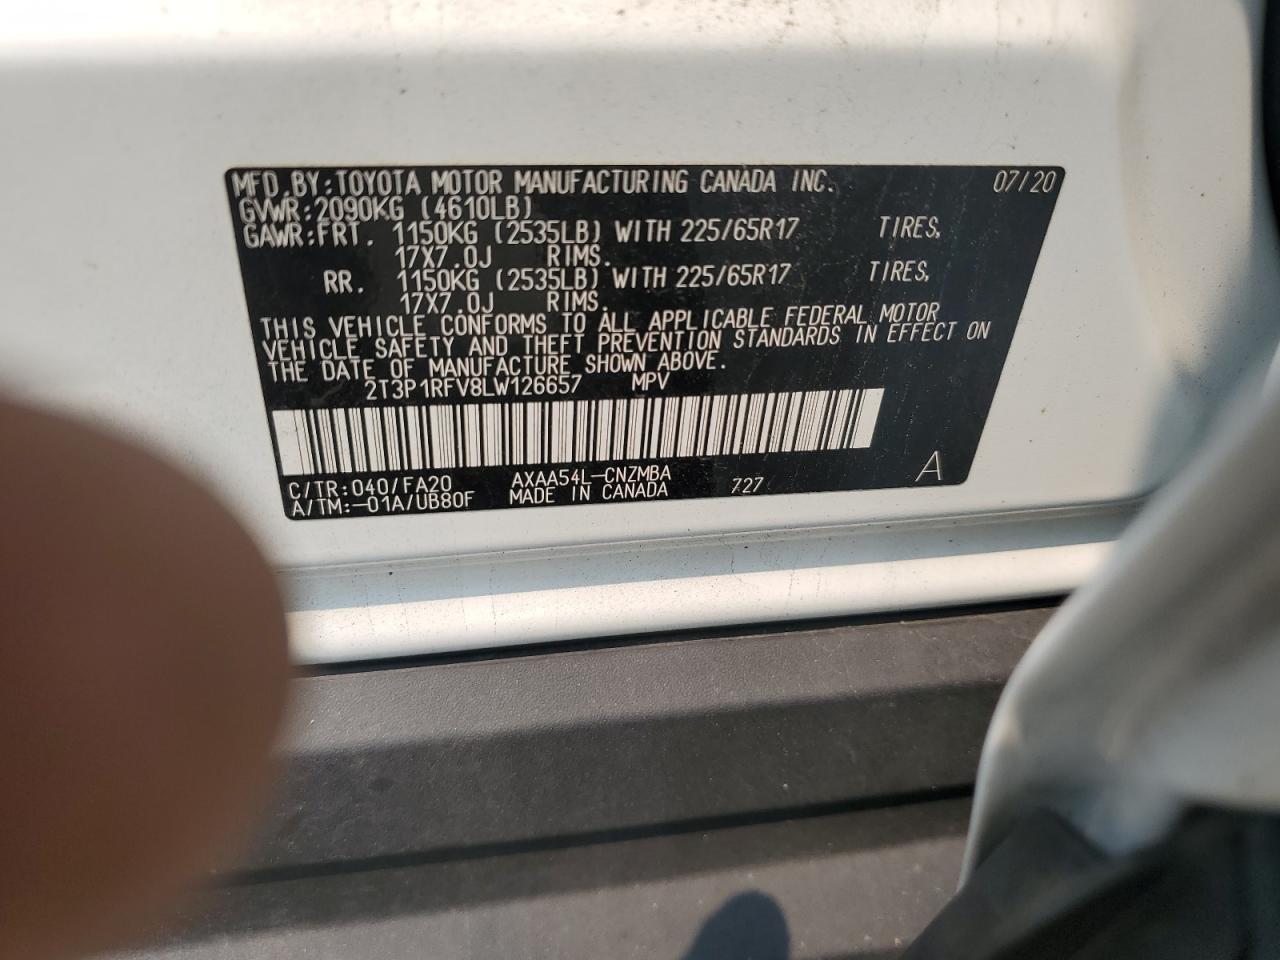 MFD.BY:TOYOTA MOTOR MANUFACTURING CANADA INC. 07/20
GVWR:2090KG (4610LB)
GAWR:FRT. 1150KG (2535LB) WITH 225/65R17 TIRES,
17X7.0J RIMS.
RR. 1150KG (2535LB) WITH 225/65R17 TIRES,
17X7.0J RIMS.
THIS VEHICLE CONFORMS TO ALL APPLICABLE FEDERAL MOTOR
VEHICLE SAFETY AND THEFT PREVENTION STANDARDS IN EFFECT ON
THE DATE OF MANUFACTURE SHOWN ABOVE.
2T3P1RFV8LW126657 MPV
C/TR:040/FA20 AXAA54L-CNZMBA
A/TM:-01A/UB80F MADE IN CANADA 727 A